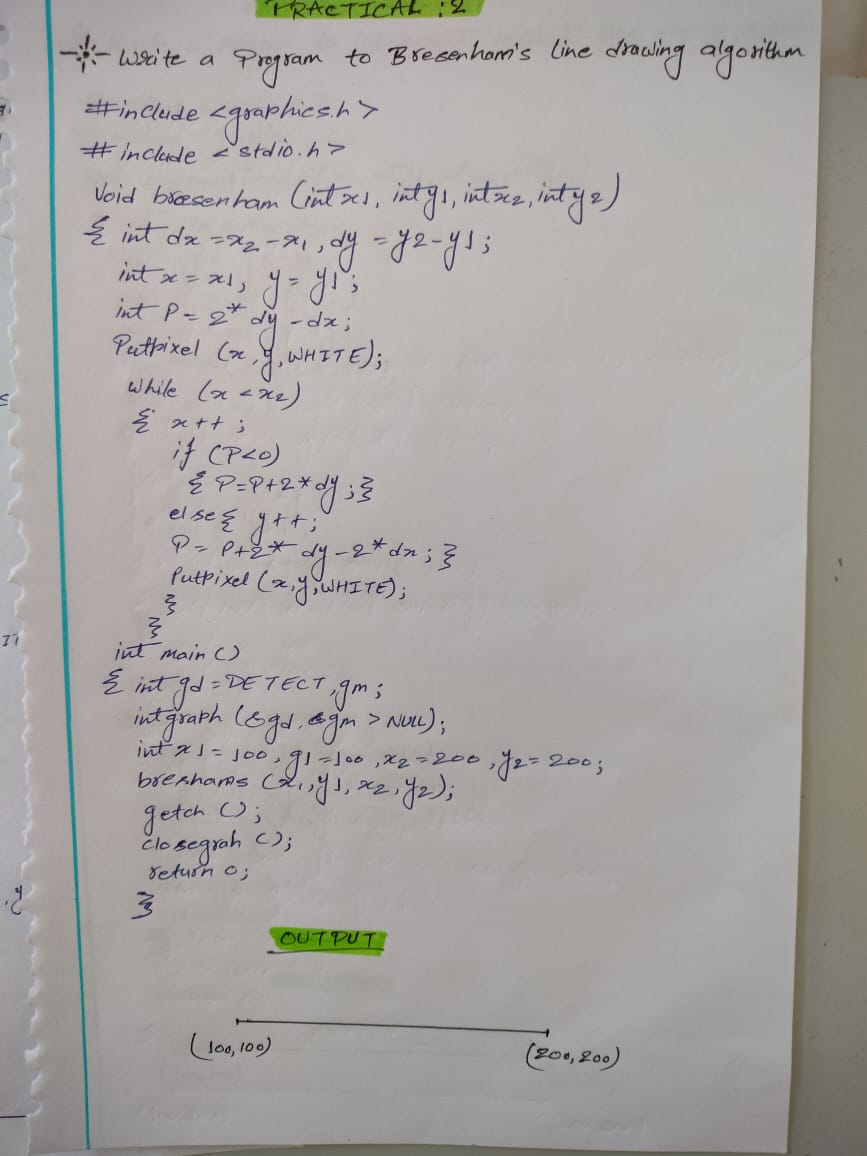 PRACTICAL : 2
Write a Program to Bresenham's line drawing algorithm
#include <graphics.h>
# include <stdio.h>
Void bresenham (int x1, int y1, int x2, int y2)
{ int dx = x2 - x1, dy = y2 - y1;
int x = x1, y = y1;
int P = 2* dy - dx;
Putpixel (x, y, WHITE);
while (x < x2)
{ x++ ;
if (P<0)
{ P=P+2*dy ;}
else{ y++;
P = P+2* dy - 2* dx ; }
Putpixel (x, y, WHITE);
}
}
int main ()
{ int gd = DETECT, gm ;
intgraph (&gd, &gm > NULL);
int x1 = 100, y1 = 100, x2 = 200, y2 = 200;
breshams (x1, y1, x2, y2);
getch ();
closegrah ();
return 0;
}
OUTPUT
(100, 100)
(200, 200)